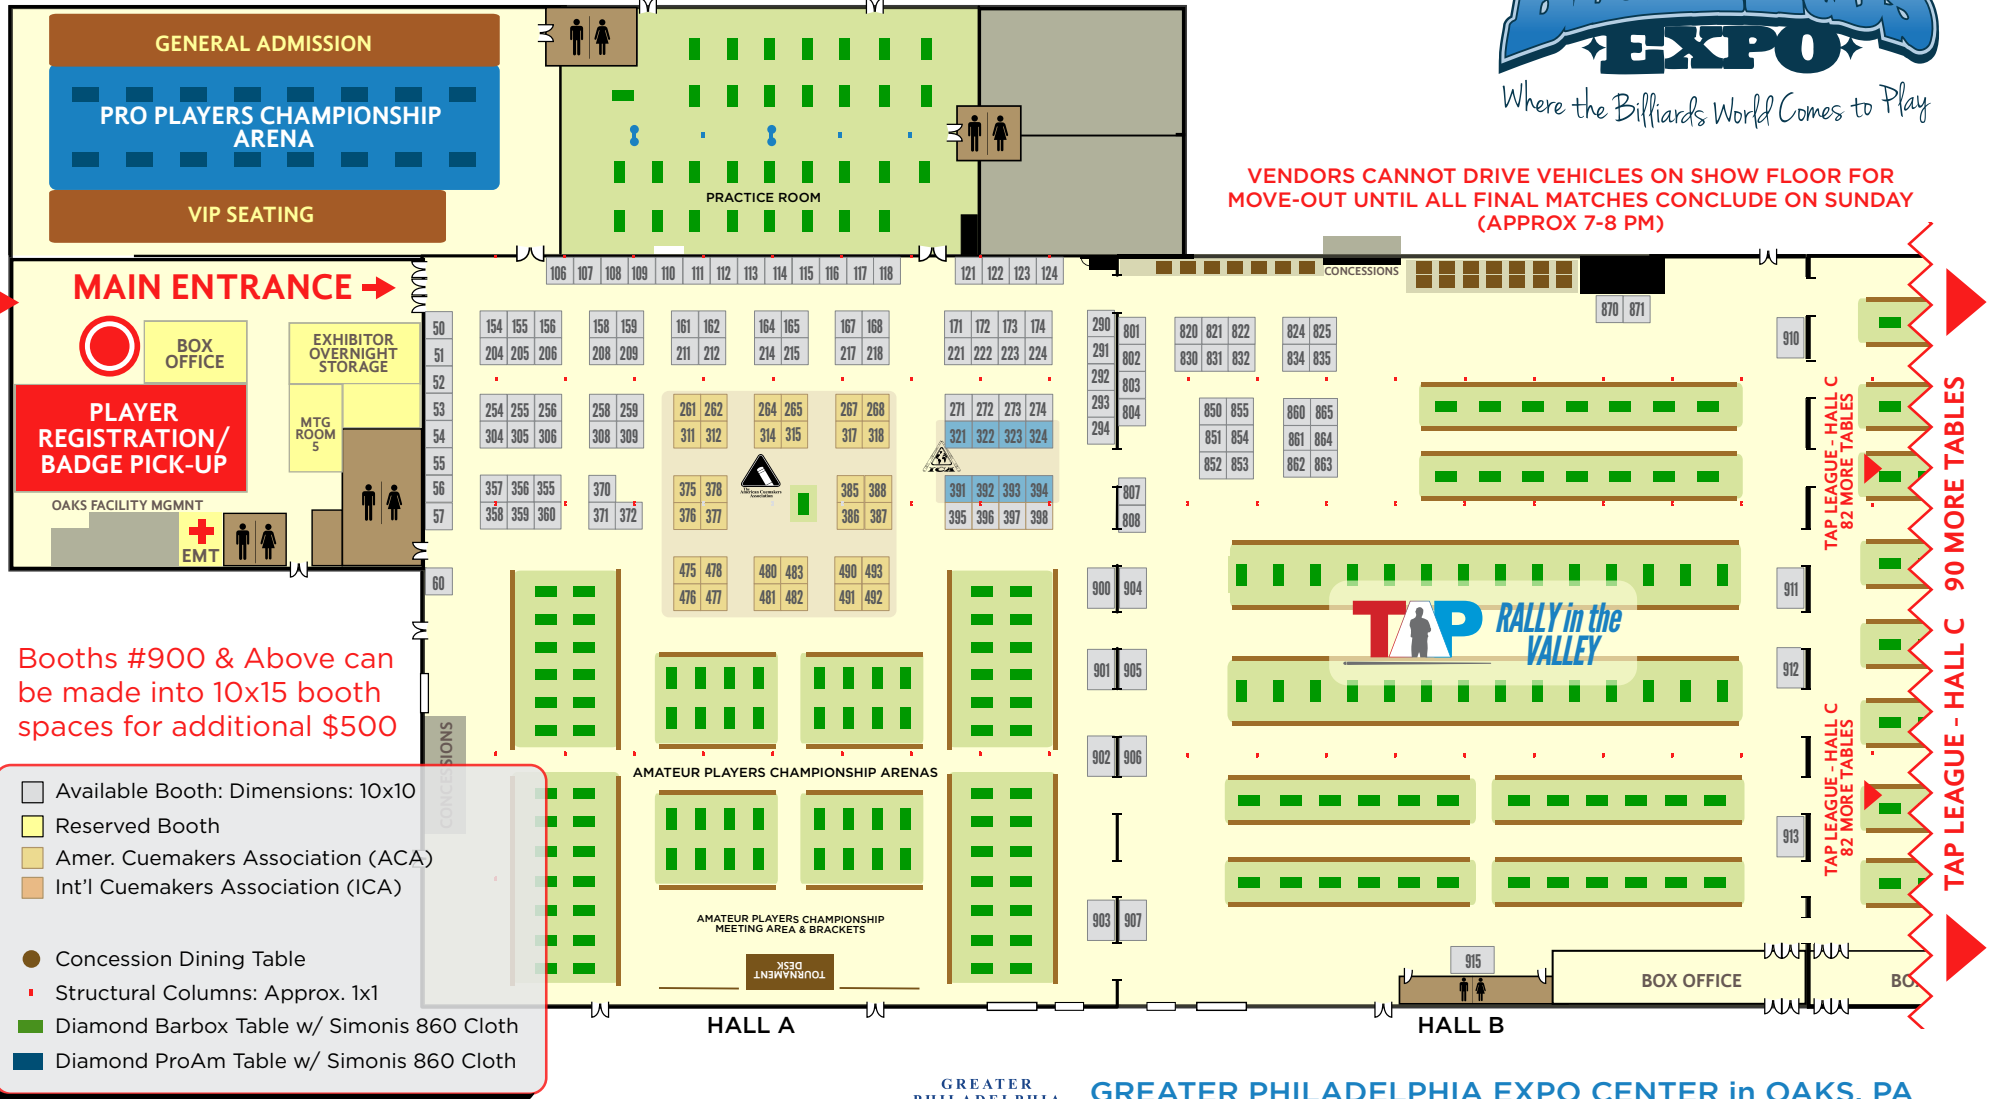 GENERAL ADMISSION
PRO PLAYERS CHAMPIONSHIP
ARENA
VIP SEATING
PRACTICE ROOM
EXPO
Where the Billiards World Comes to Play
VENDORS CANNOT DRIVE VEHICLES ON SHOW FLOOR FOR
MOVE-OUT UNTIL ALL FINAL MATCHES CONCLUDE ON SUNDAY
(APPROX 7-8 PM)
MAIN ENTRANCE
BOX
OFFICE
EXHIBITOR
OVERNIGHT
STORAGE
PLAYER
REGISTRATION/
BADGE PICK-UP
MTG
ROOM
5
OAKS FACILITY MGMNT
EMT
106 107 108 109 110 111 112 113 114 115 116 117 118
121 122 123 124
CONCESSIONS
50
51
52
53
54
55
56
57
60
154 155 156 158 159 161 162 164 165 167 168 171 172 173 174
204 205 206 208 209 211 212 214 215 217 218 221 222 223 224
254 255 256 258 259 261 262 264 265 267 268 271 272 273 274
304 305 306 308 309 311 312 314 315 317 318 321 322 323 324
The
American Cuemakers
Association
ICA
357 356 355 370 375 378 385 388 391 392 393 394
358 359 360 371 372 376 377 386 387 395 396 397 398
475 478 480 483 490 493
476 477 481 482 491 492
290
291
292
293
294
801
802
803
804
807
808
820 821 822 824 825
830 831 832 834 835
850 855 860 865
851 854 861 864
852 853 862 863
870 871
910
911
912
913
900 904
901 905
902 906
903 907
915
TAP RALLY in the
VALLEY
TAP LEAGUE - HALL C
82 MORE TABLES
TAP LEAGUE - HALL C
82 MORE TABLES
TAP LEAGUE - HALL C 90 MORE TABLES
AMATEUR PLAYERS CHAMPIONSHIP ARENAS
AMATEUR PLAYERS CHAMPIONSHIP
MEETING AREA & BRACKETS
TOURNAMENT
DESK
BOX OFFICE
BO
HALL A
HALL B
Booths #900 & Above can
be made into 10x15 booth
spaces for additional $500
CONCESSIONS
Available Booth: Dimensions: 10x10
Reserved Booth
Amer. Cuemakers Association (ACA)
Int'l Cuemakers Association (ICA)
Concession Dining Table
Structural Columns: Approx. 1x1
Diamond Barbox Table w/ Simonis 860 Cloth
Diamond ProAm Table w/ Simonis 860 Cloth
GREATER
PHILADELPHIA
GREATER PHILADELPHIA EXPO CENTER in OAKS, PA